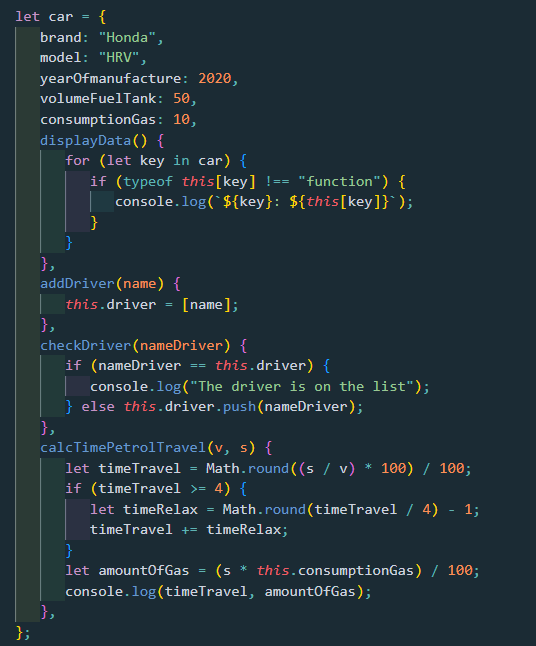 let car = {
brand: "Honda",
model: "HRV",
yearOfmanufacture: 2020,
volumeFuelTank: 50,
consumptionGas: 10,
displayData() {
for (let key in car) {
if (typeof this[key] !== "function") {
console.log(`${key}: ${this[key]}`);
}
}
},
addDriver(name) {
this.driver = [name];
},
checkDriver(nameDriver) {
if (nameDriver == this.driver) {
console.log("The driver is on the list");
} else this.driver.push(nameDriver);
},
calcTimePetrolTravel(v, s) {
let timeTravel = Math.round((s / v) * 100) / 100;
if (timeTravel >= 4) {
let timeRelax = Math.round(timeTravel / 4) - 1;
timeTravel += timeRelax;
}
let amountOfGas = (s * this.consumptionGas) / 100;
console.log(timeTravel, amountOfGas);
},
};